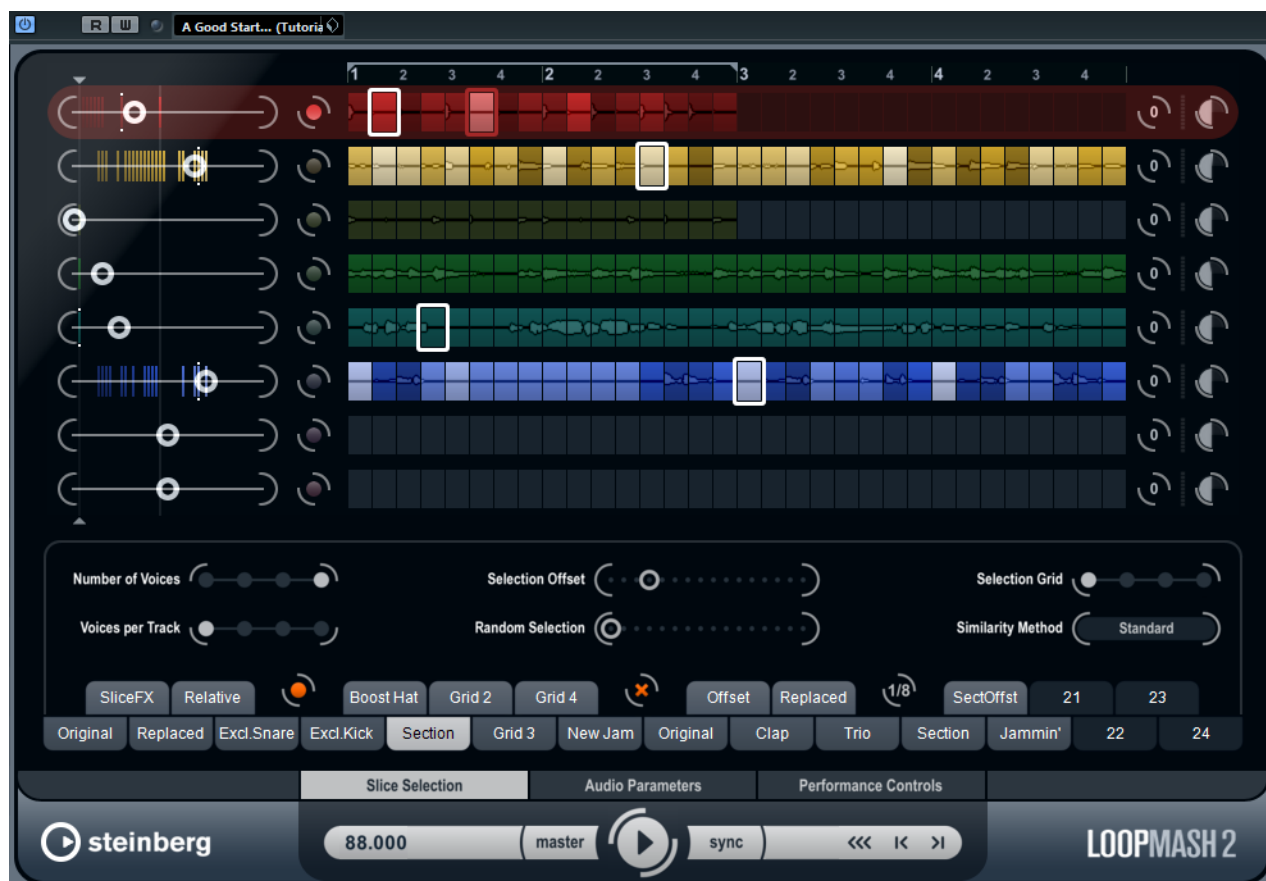 R W A Good Start... (Tutoria
1 2 3 4 2 2 3 4 3 2 3 4 4 2 3 4
0
0
0
0
0
0
0
0
Number of Voices Selection Offset Selection Grid
Voices per Track Random Selection Similarity Method Standard
SliceFX Relative Boost Hat Grid 2 Grid 4 Offset Replaced 1/8 SectOffst 21 23
Original Replaced Excl.Snare Excl.Kick Section Grid 3 New Jam Original Clap Trio Section Jammin' 22 24
Slice Selection Audio Parameters Performance Controls
steinberg 88.000 master sync LOOPMASH 2